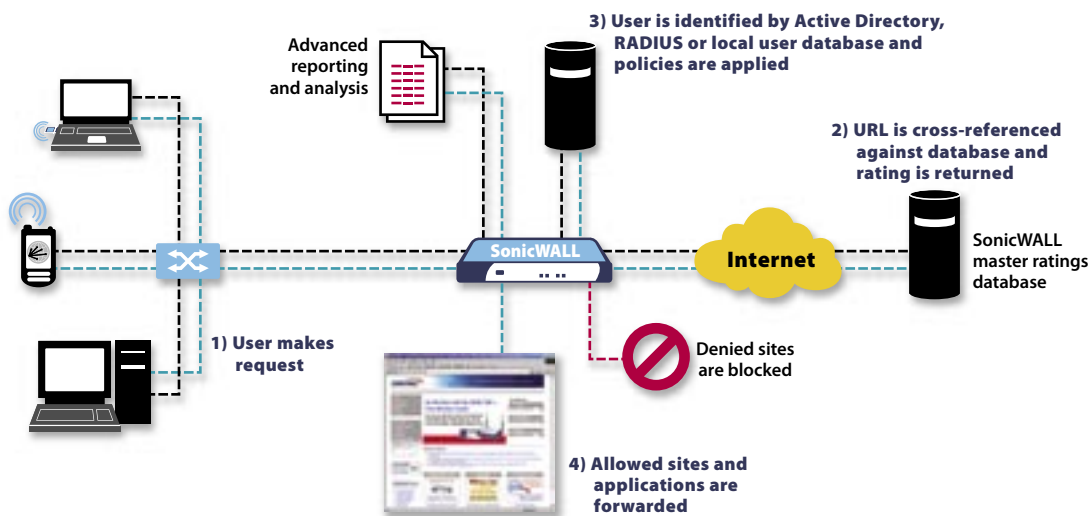 3) User is identified by Active Directory,
RADIUS or local user database and
policies are applied
Advanced
reporting
and analysis
2) URL is cross-referenced
against database and
rating is returned
SonicWALL
Internet
SonicWALL
master ratings
database
1) User makes
request
Denied sites
are blocked
4) Allowed sites and
applications are
forwarded